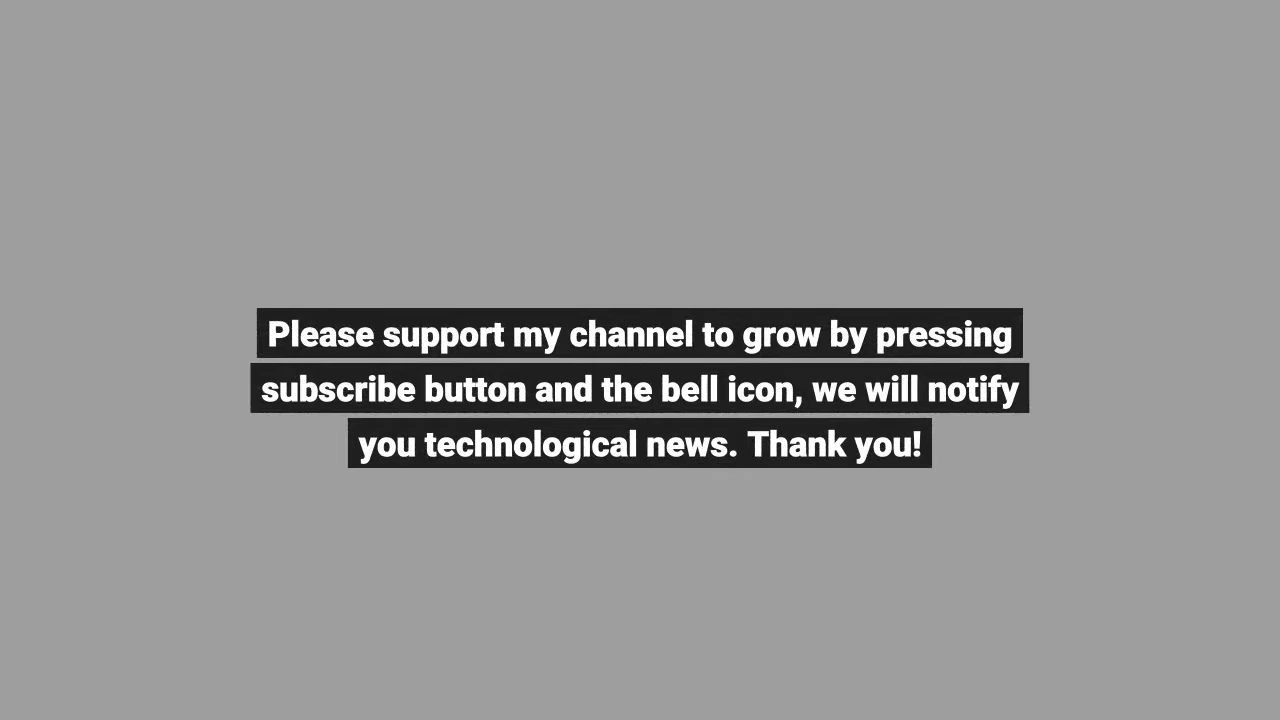 Please support my channel to grow by pressing
subscribe button and the bell icon, we will notify
you technological news. Thank you!